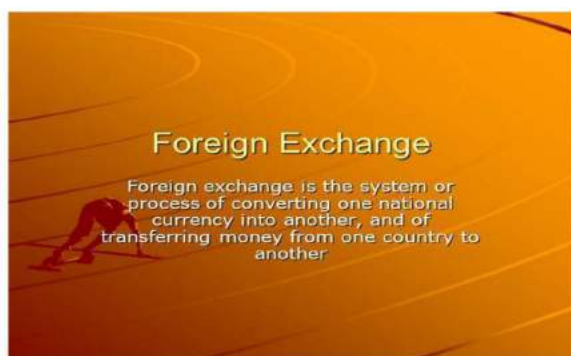 Foreign Exchange
Foreign exchange is the system or
process of converting one national
currency into another, and of
transferring money from one country to
another